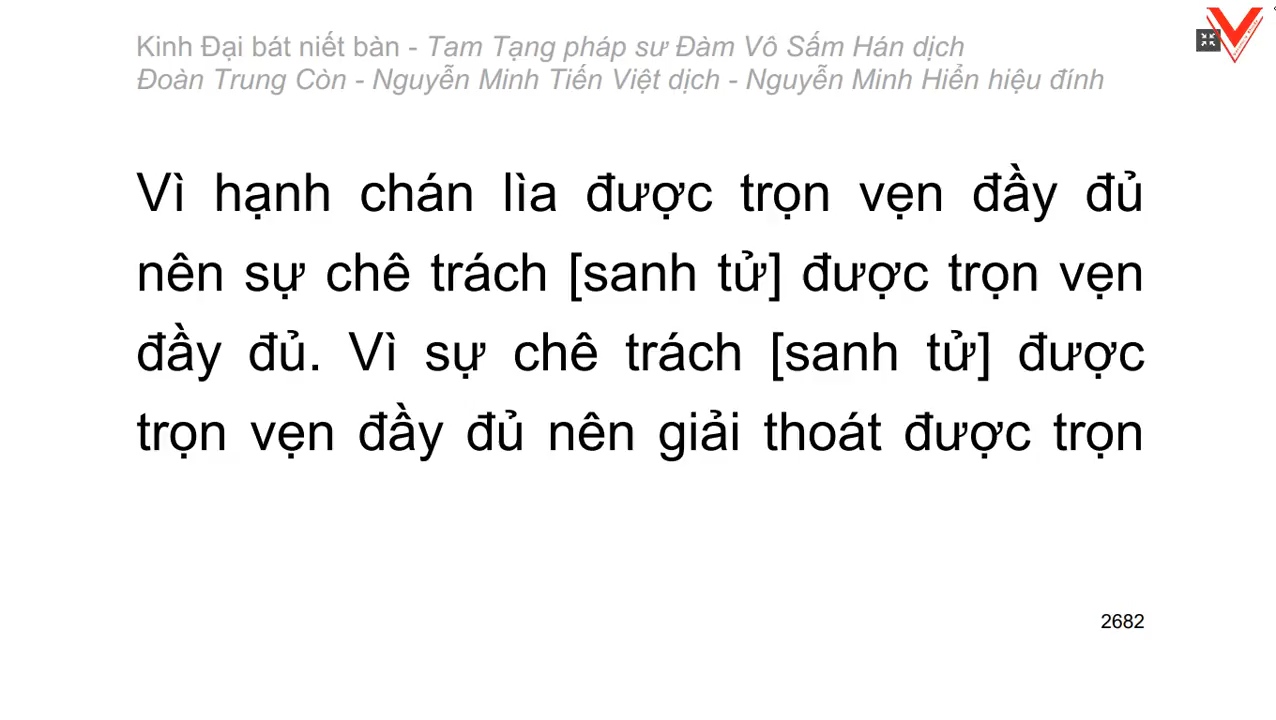 Kinh Đại bát niết bàn - Tam Tạng pháp sư Đàm Vô Sấm Hán dịch
Đoàn Trung Còn - Nguyễn Minh Tiến Việt dịch - Nguyễn Minh Hiển hiệu đính
Vì hạnh chán lìa được trọn vẹn đầy đủ
nên sự chê trách [sanh tử] được trọn vẹn
đầy đủ. Vì sự chê trách [sanh tử] được
trọn vẹn đầy đủ nên giải thoát được trọn
2682